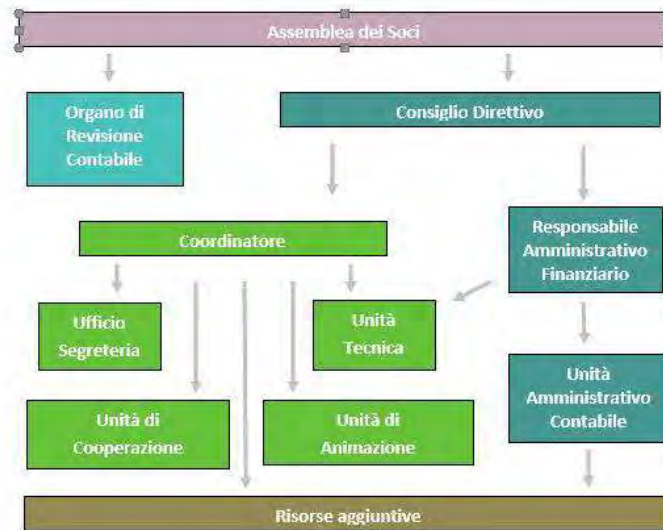 Assemblea dei Soci
Organo di
Revisione
Contabile
Consiglio Direttivo
Coordinatore
Responsabile
Amministrativo
Finanziario
Ufficio
Segreteria
Unità
Tecnica
Unità
Amministrativo
Contabile
Unità di
Cooperazione
Unità di
Animazione
Risorse aggiuntive